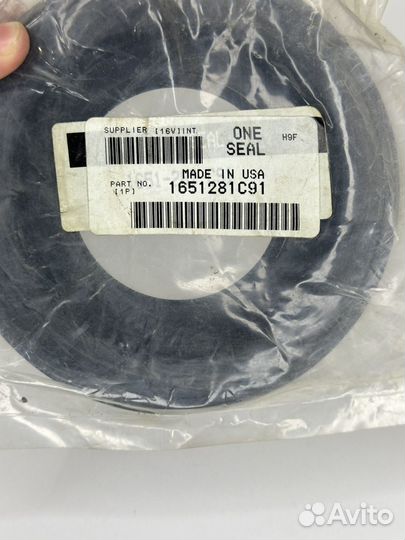 SUPPLIER [16V]INT
ONE
SEAL
H9F
MADE IN USA
PART NO.
[1P]
1651281C91
Avito